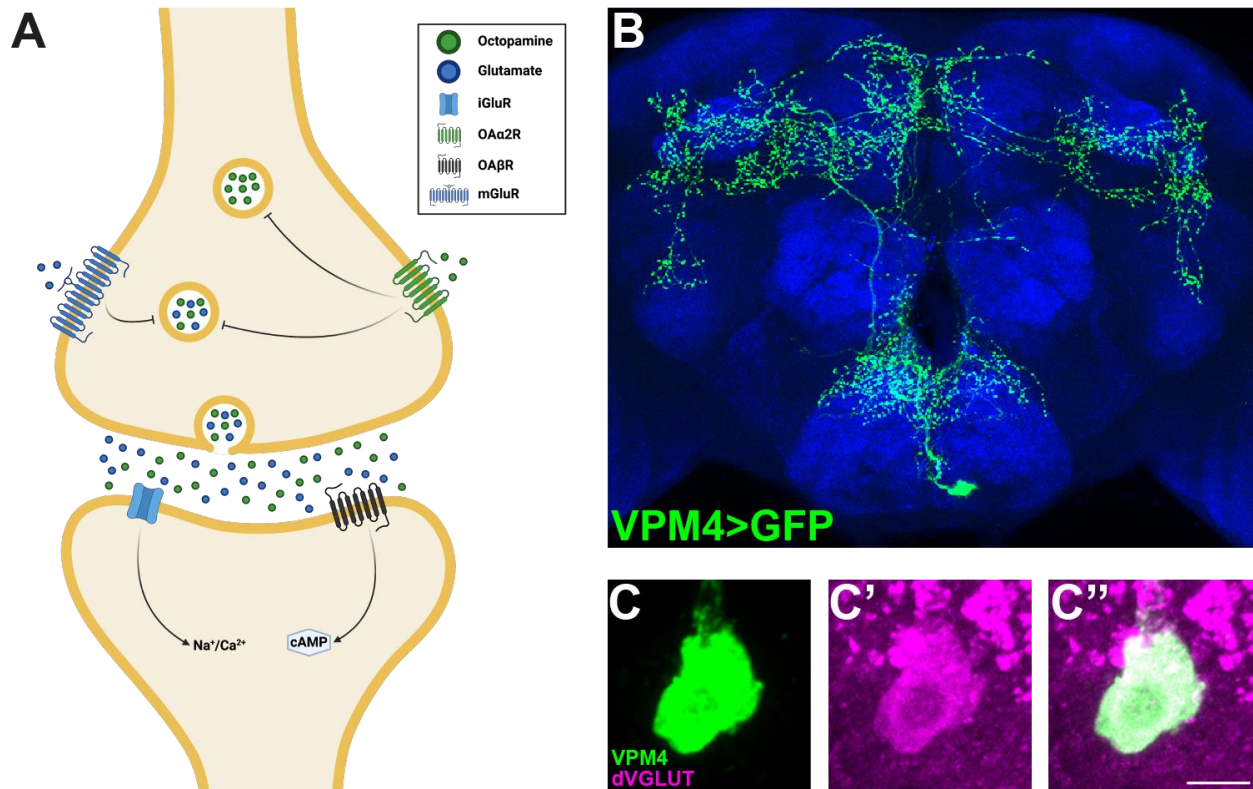 A
Octopamine
Glutamate
iGluR
OAα2R
OAβR
mGluR
Na⁺/Ca²⁺
cAMP
B
VPM4>GFP
C
VPM4
dVGLUT
C’
C’’